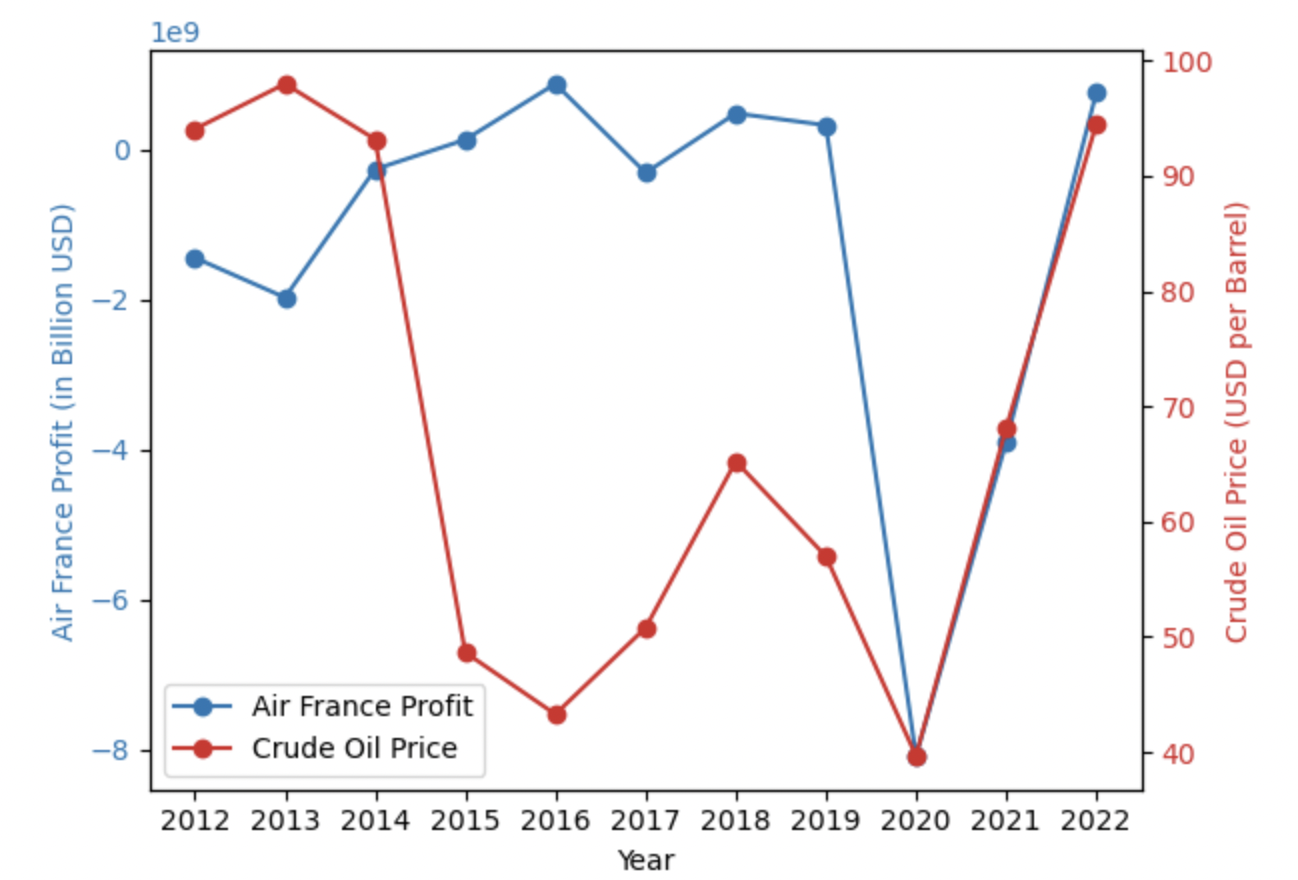 1e9
Air France Profit (in Billion USD)
0
−2
−4
−6
−8
100
90
80
70
60
50
40
Crude Oil Price (USD per Barrel)
Air France Profit
Crude Oil Price
2012 2013 2014 2015 2016 2017 2018 2019 2020 2021 2022
Year